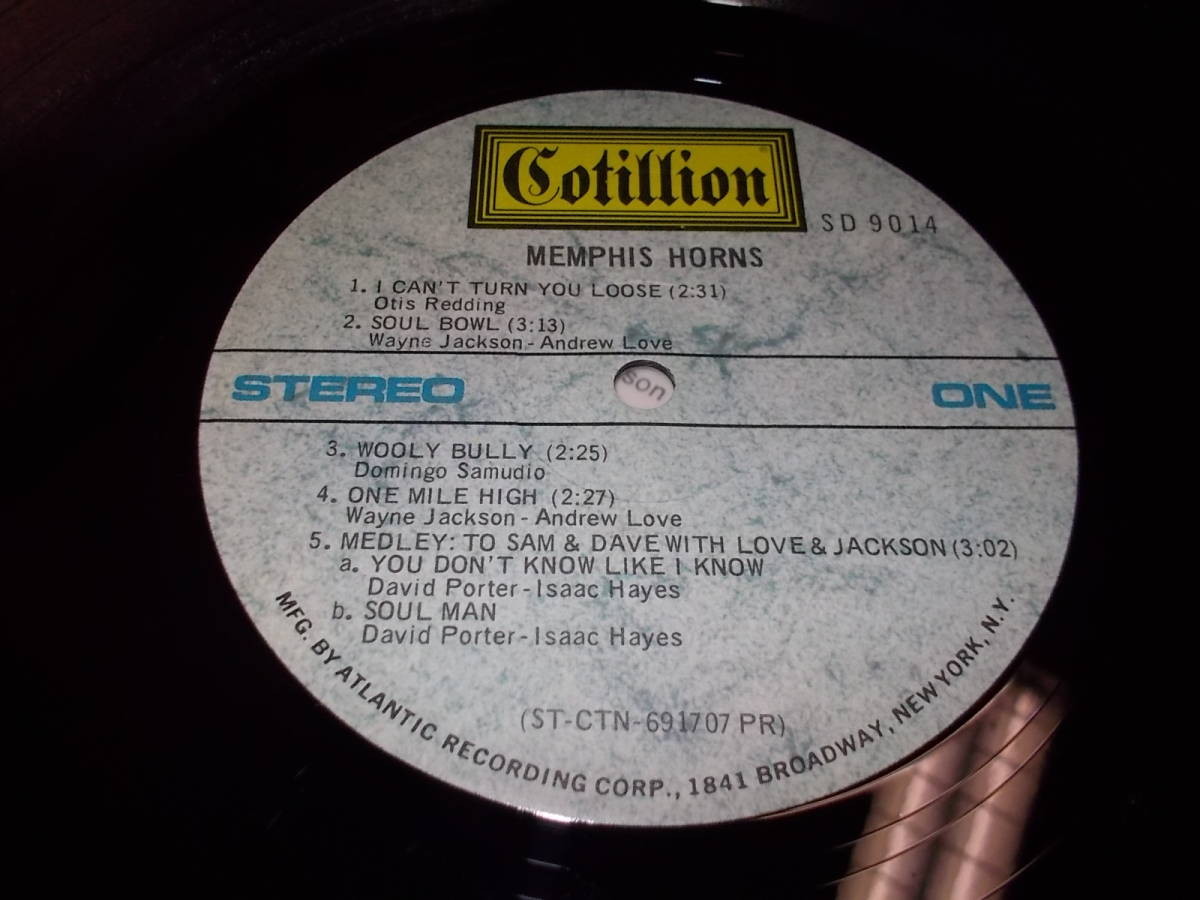 Cotillion
SD 9014
MEMPHIS HORNS
1. I CAN'T TURN YOU LOOSE (2:31)
Otis Redding
2. SOUL BOWL (3:13)
Wayne Jackson - Andrew Love
STEREO
son
ONE
3. WOOLY BULLY (2:25)
Domingo Samudio
4. ONE MILE HIGH (2:27)
Wayne Jackson - Andrew Love
5. MEDLEY: TO SAM & DAVE WITH LOVE & JACKSON (3:02)
a. YOU DON'T KNOW LIKE I KNOW
David Porter - Isaac Hayes
b. SOUL MAN
David Porter - Isaac Hayes
(ST-CTN-691707 PR)
MFG. BY ATLANTIC RECORDING CORP., 1841 BROADWAY, NEW YORK, N.Y.